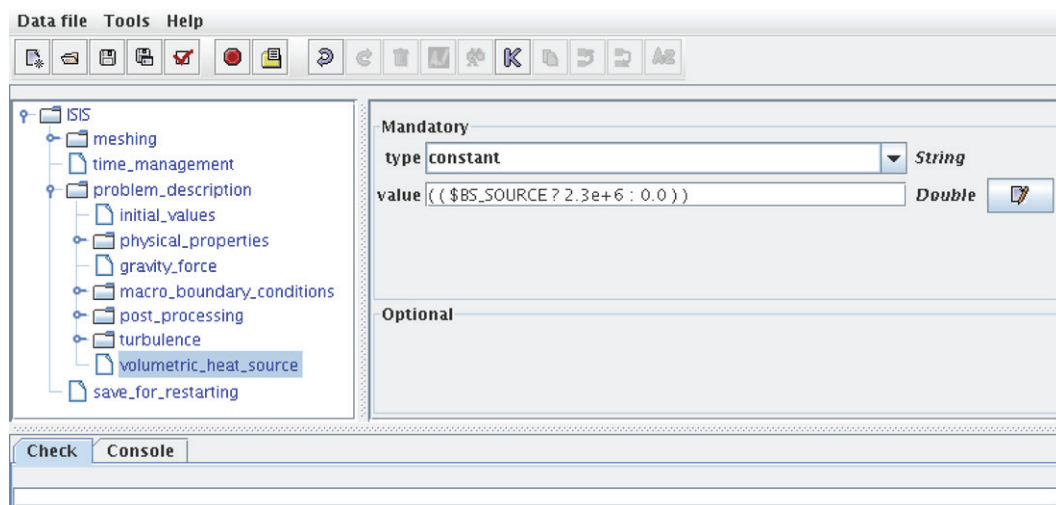 Data file Tools Help
ISIS
meshing
time_management
problem_description
initial_values
physical_properties
gravity_force
macro_boundary_conditions
post_processing
turbulence
volumetric_heat_source
save_for_restarting
Mandatory
type constant String
value ( ( $BS_SOURCE ? 2.3e+6 : 0.0 ) ) Double
Optional
Check Console